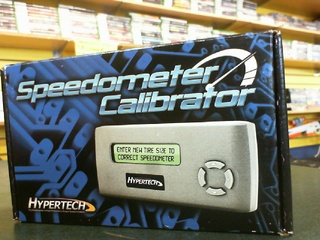 Speedometer
Calibrator
ENTER NEW TIRE SIZE TO
CORRECT SPEEDOMETER
HYPERTECH
HYPERTECH